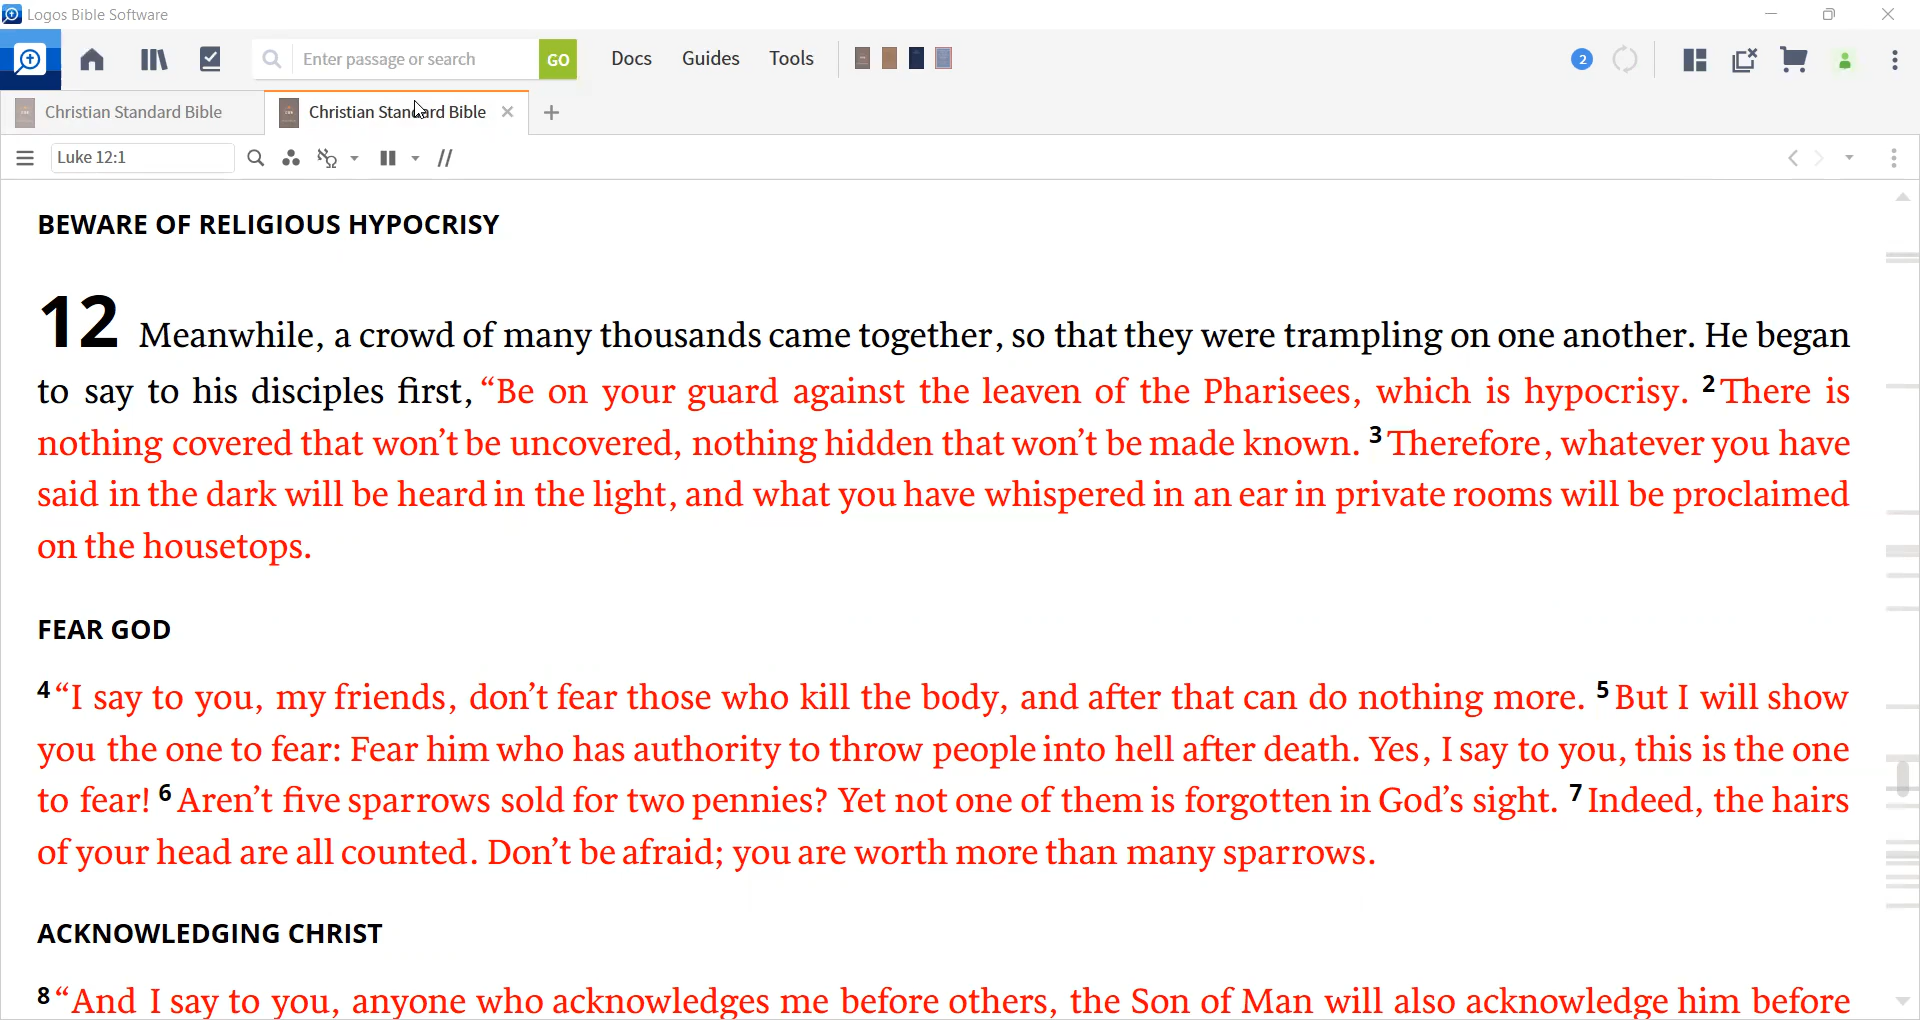 Logos Bible Software
Enter passage or search GO Docs Guides Tools 2
Christian Standard Bible Christian Standard Bible
Luke 12:1
BEWARE OF RELIGIOUS HYPOCRISY
12 Meanwhile, a crowd of many thousands came together, so that they were trampling on one another. He began
to say to his disciples first, “Be on your guard against the leaven of the Pharisees, which is hypocrisy. 2 There is
nothing covered that won’t be uncovered, nothing hidden that won’t be made known. 3 Therefore, whatever you have
said in the dark will be heard in the light, and what you have whispered in an ear in private rooms will be proclaimed
on the housetops.
FEAR GOD
4 “I say to you, my friends, don’t fear those who kill the body, and after that can do nothing more. 5 But I will show
you the one to fear: Fear him who has authority to throw people into hell after death. Yes, I say to you, this is the one
to fear! 6 Aren’t five sparrows sold for two pennies? Yet not one of them is forgotten in God’s sight. 7 Indeed, the hairs
of your head are all counted. Don’t be afraid; you are worth more than many sparrows.
ACKNOWLEDGING CHRIST
8 “And I say to you, anyone who acknowledges me before others, the Son of Man will also acknowledge him before